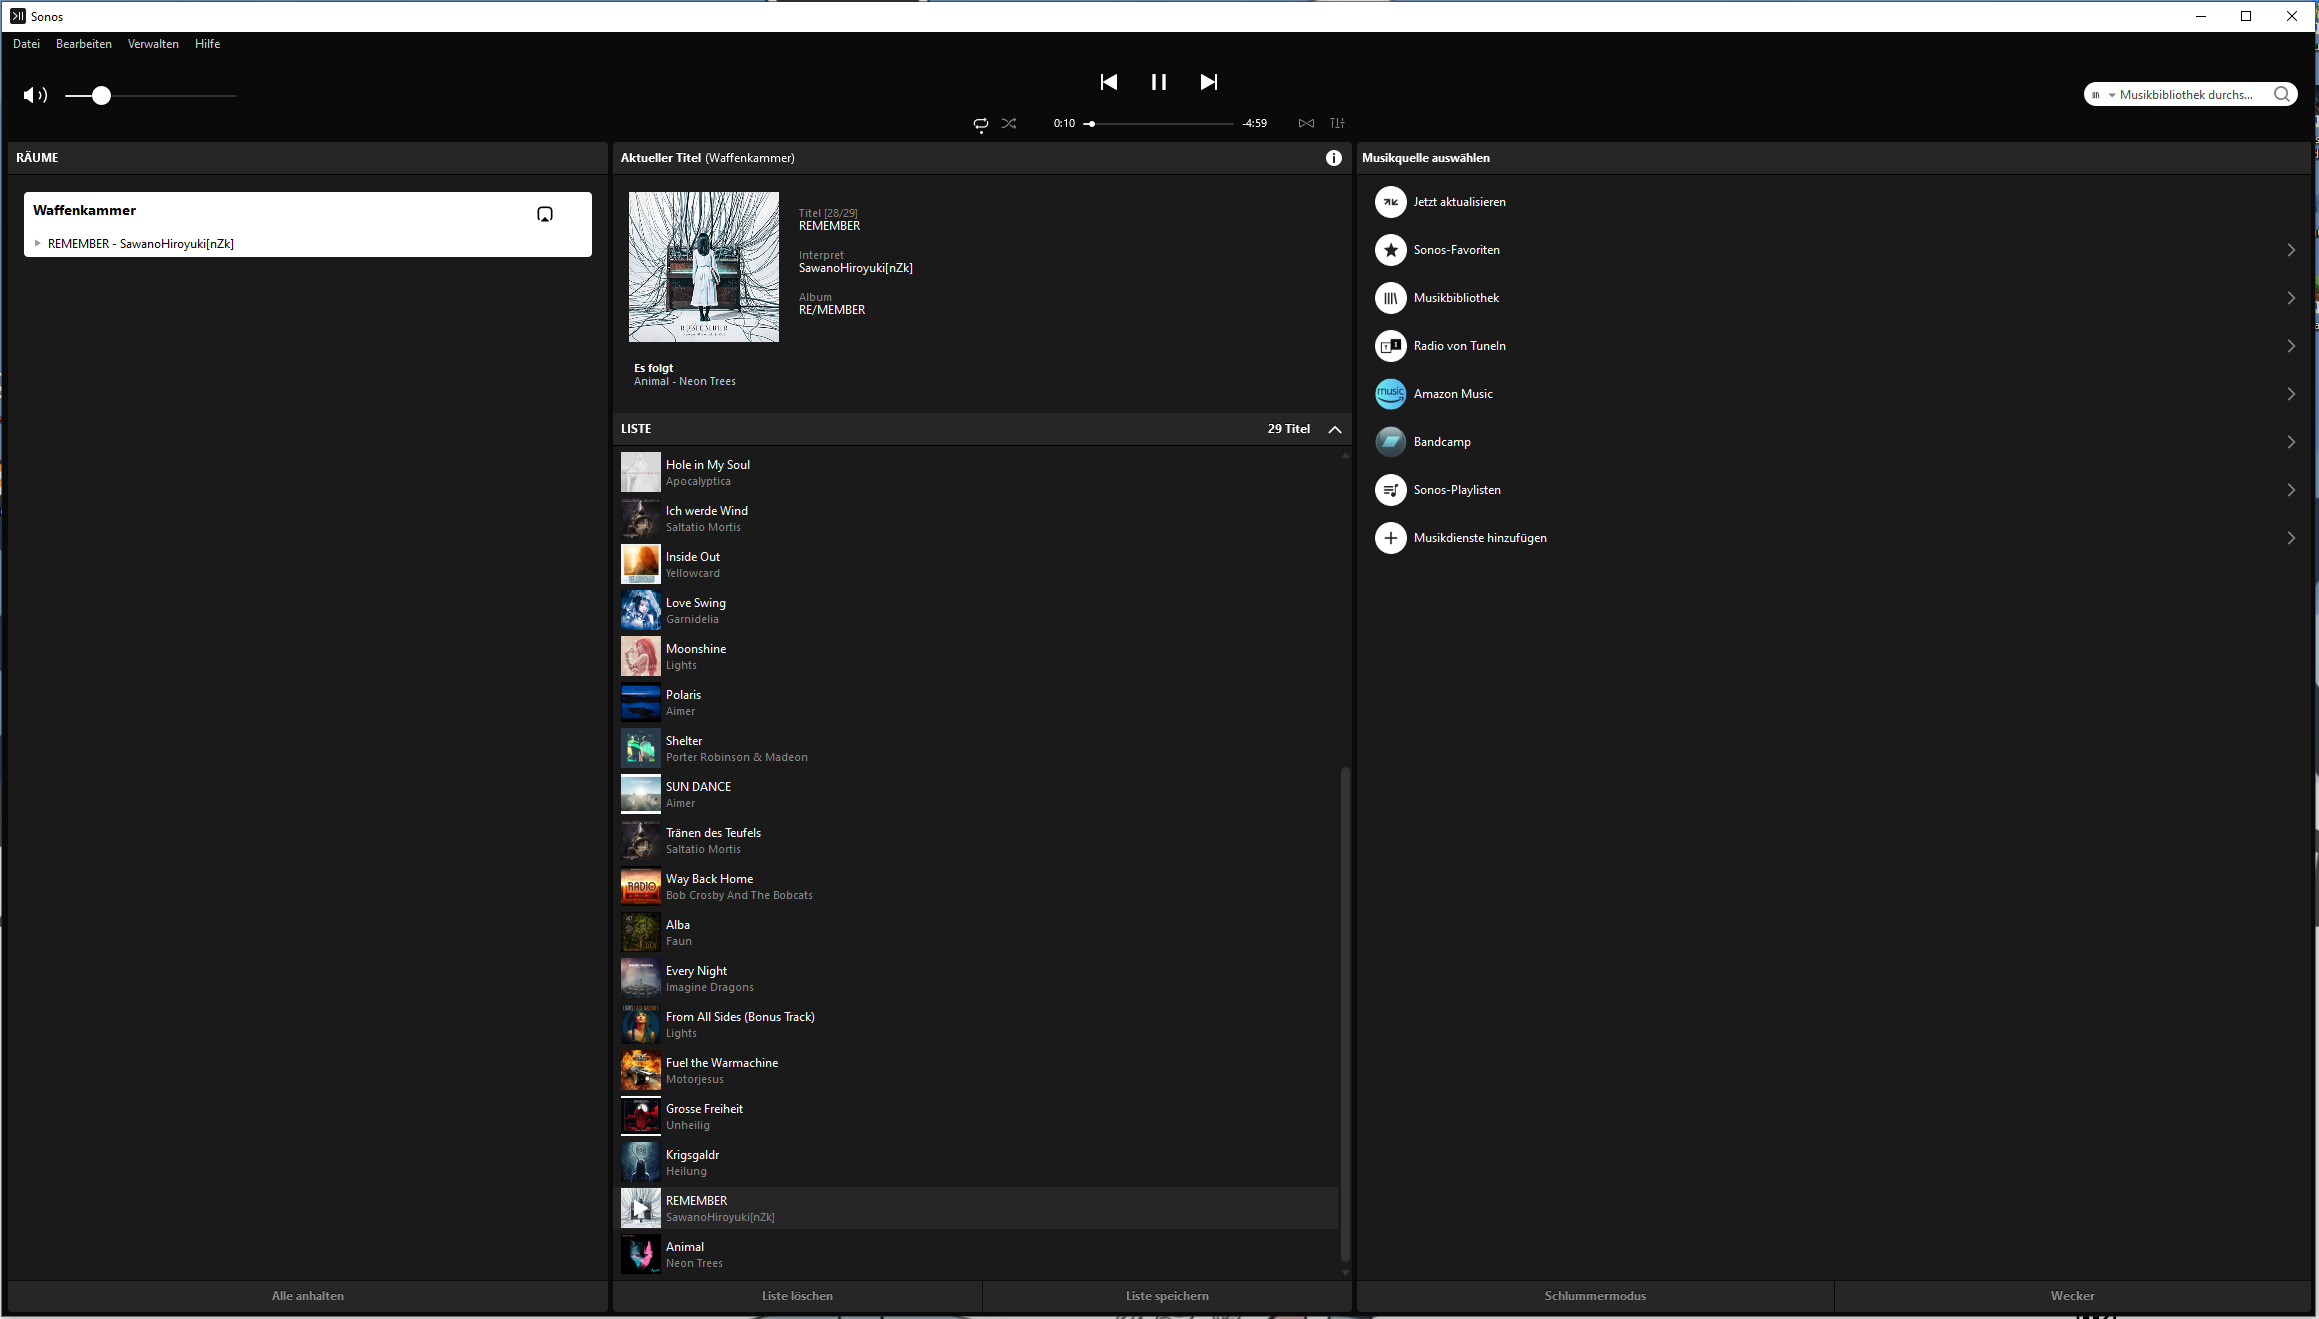 Sonos
Datei Bearbeiten Verwalten Hilfe
Musikbibliothek durchs...
0:10 -4:59
RÄUME
Waffenkammer
REMEMBER - SawanoHiroyuki[nZk]
Alle anhalten
Aktueller Titel (Waffenkammer)
Titel [28/29]
REMEMBER
Interpret
SawanoHiroyuki[nZk]
Album
RE/MEMBER
Es folgt
Animal - Neon Trees
LISTE 29 Titel
Hole in My Soul
Apocalyptica
Ich werde Wind
Saltatio Mortis
Inside Out
Yellowcard
Love Swing
Garnidelia
Moonshine
Lights
Polaris
Aimer
Shelter
Porter Robinson & Madeon
SUN DANCE
Aimer
Tränen des Teufels
Saltatio Mortis
RADIO
Way Back Home
Bob Crosby And The Bobcats
Alba
Faun
Every Night
Imagine Dragons
From All Sides (Bonus Track)
Lights
Fuel the Warmachine
Motorjesus
Grosse Freiheit
Unheilig
Krigsgaldr
Heilung
REMEMBER
SawanoHiroyuki[nZk]
Animal
Neon Trees
Liste löschen Liste speichern
Musikquelle auswählen
Jetzt aktualisieren
Sonos-Favoriten
Musikbibliothek
Radio von TuneIn
music
Amazon Music
Bandcamp
Sonos-Playlisten
Musikdienste hinzufügen
Schlummermodus Wecker